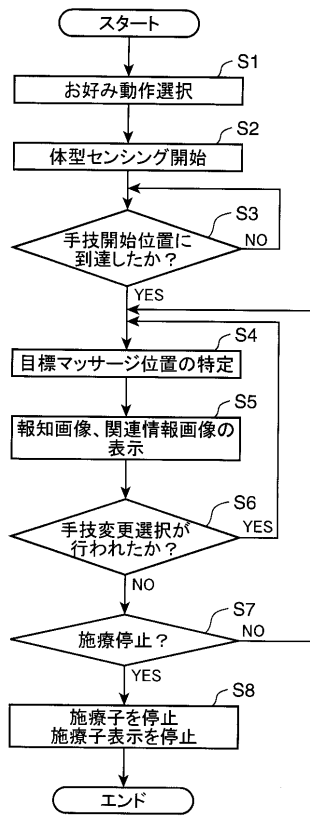 スタート
S1
お好み動作選択
S2
体型センシング開始
S3
手技開始位置に
到達したか？
NO
YES
S4
目標マッサージ位置の特定
S5
報知画像、関連情報画像の
表示
S6
手技変更選択が
行われたか？
YES
NO
S7
施療停止？
NO
YES
S8
施療子を停止
施療子表示を停止
エンド